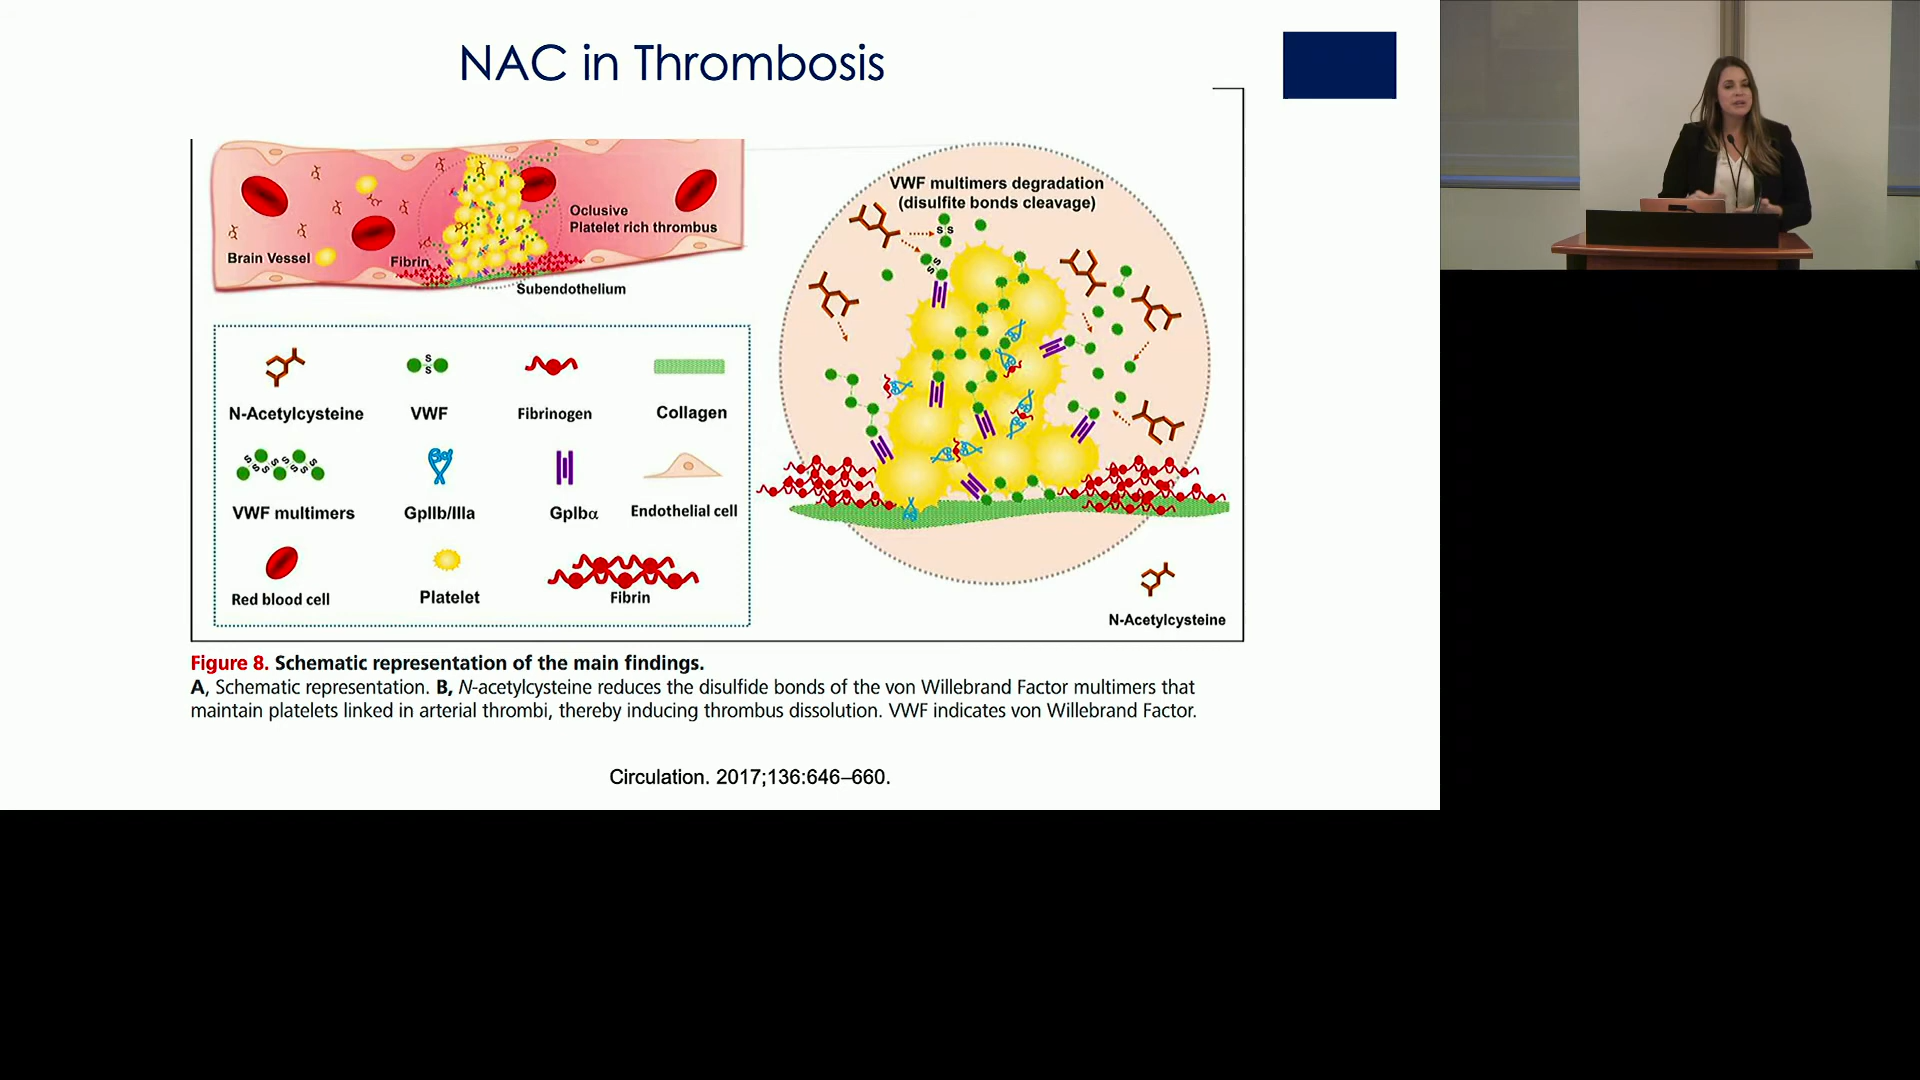 NAC in Thrombosis
Oclusive
Platelet rich thrombus
Brain Vessel
Fibrin
Subendothelium
N-Acetylcysteine
VWF
S
S
Fibrinogen
Collagen
S S S S S S S
VWF multimers
GpIIb/IIIa
GpIbα
Endothelial cell
Red blood cell
Platelet
Fibrin
VWF multimers degradation
(disulfite bonds cleavage)
S S
S S
N-Acetylcysteine
Figure 8. Schematic representation of the main findings.
A, Schematic representation. B, N-acetylcysteine reduces the disulfide bonds of the von Willebrand Factor multimers that
maintain platelets linked in arterial thrombi, thereby inducing thrombus dissolution. VWF indicates von Willebrand Factor.
Circulation. 2017;136:646–660.